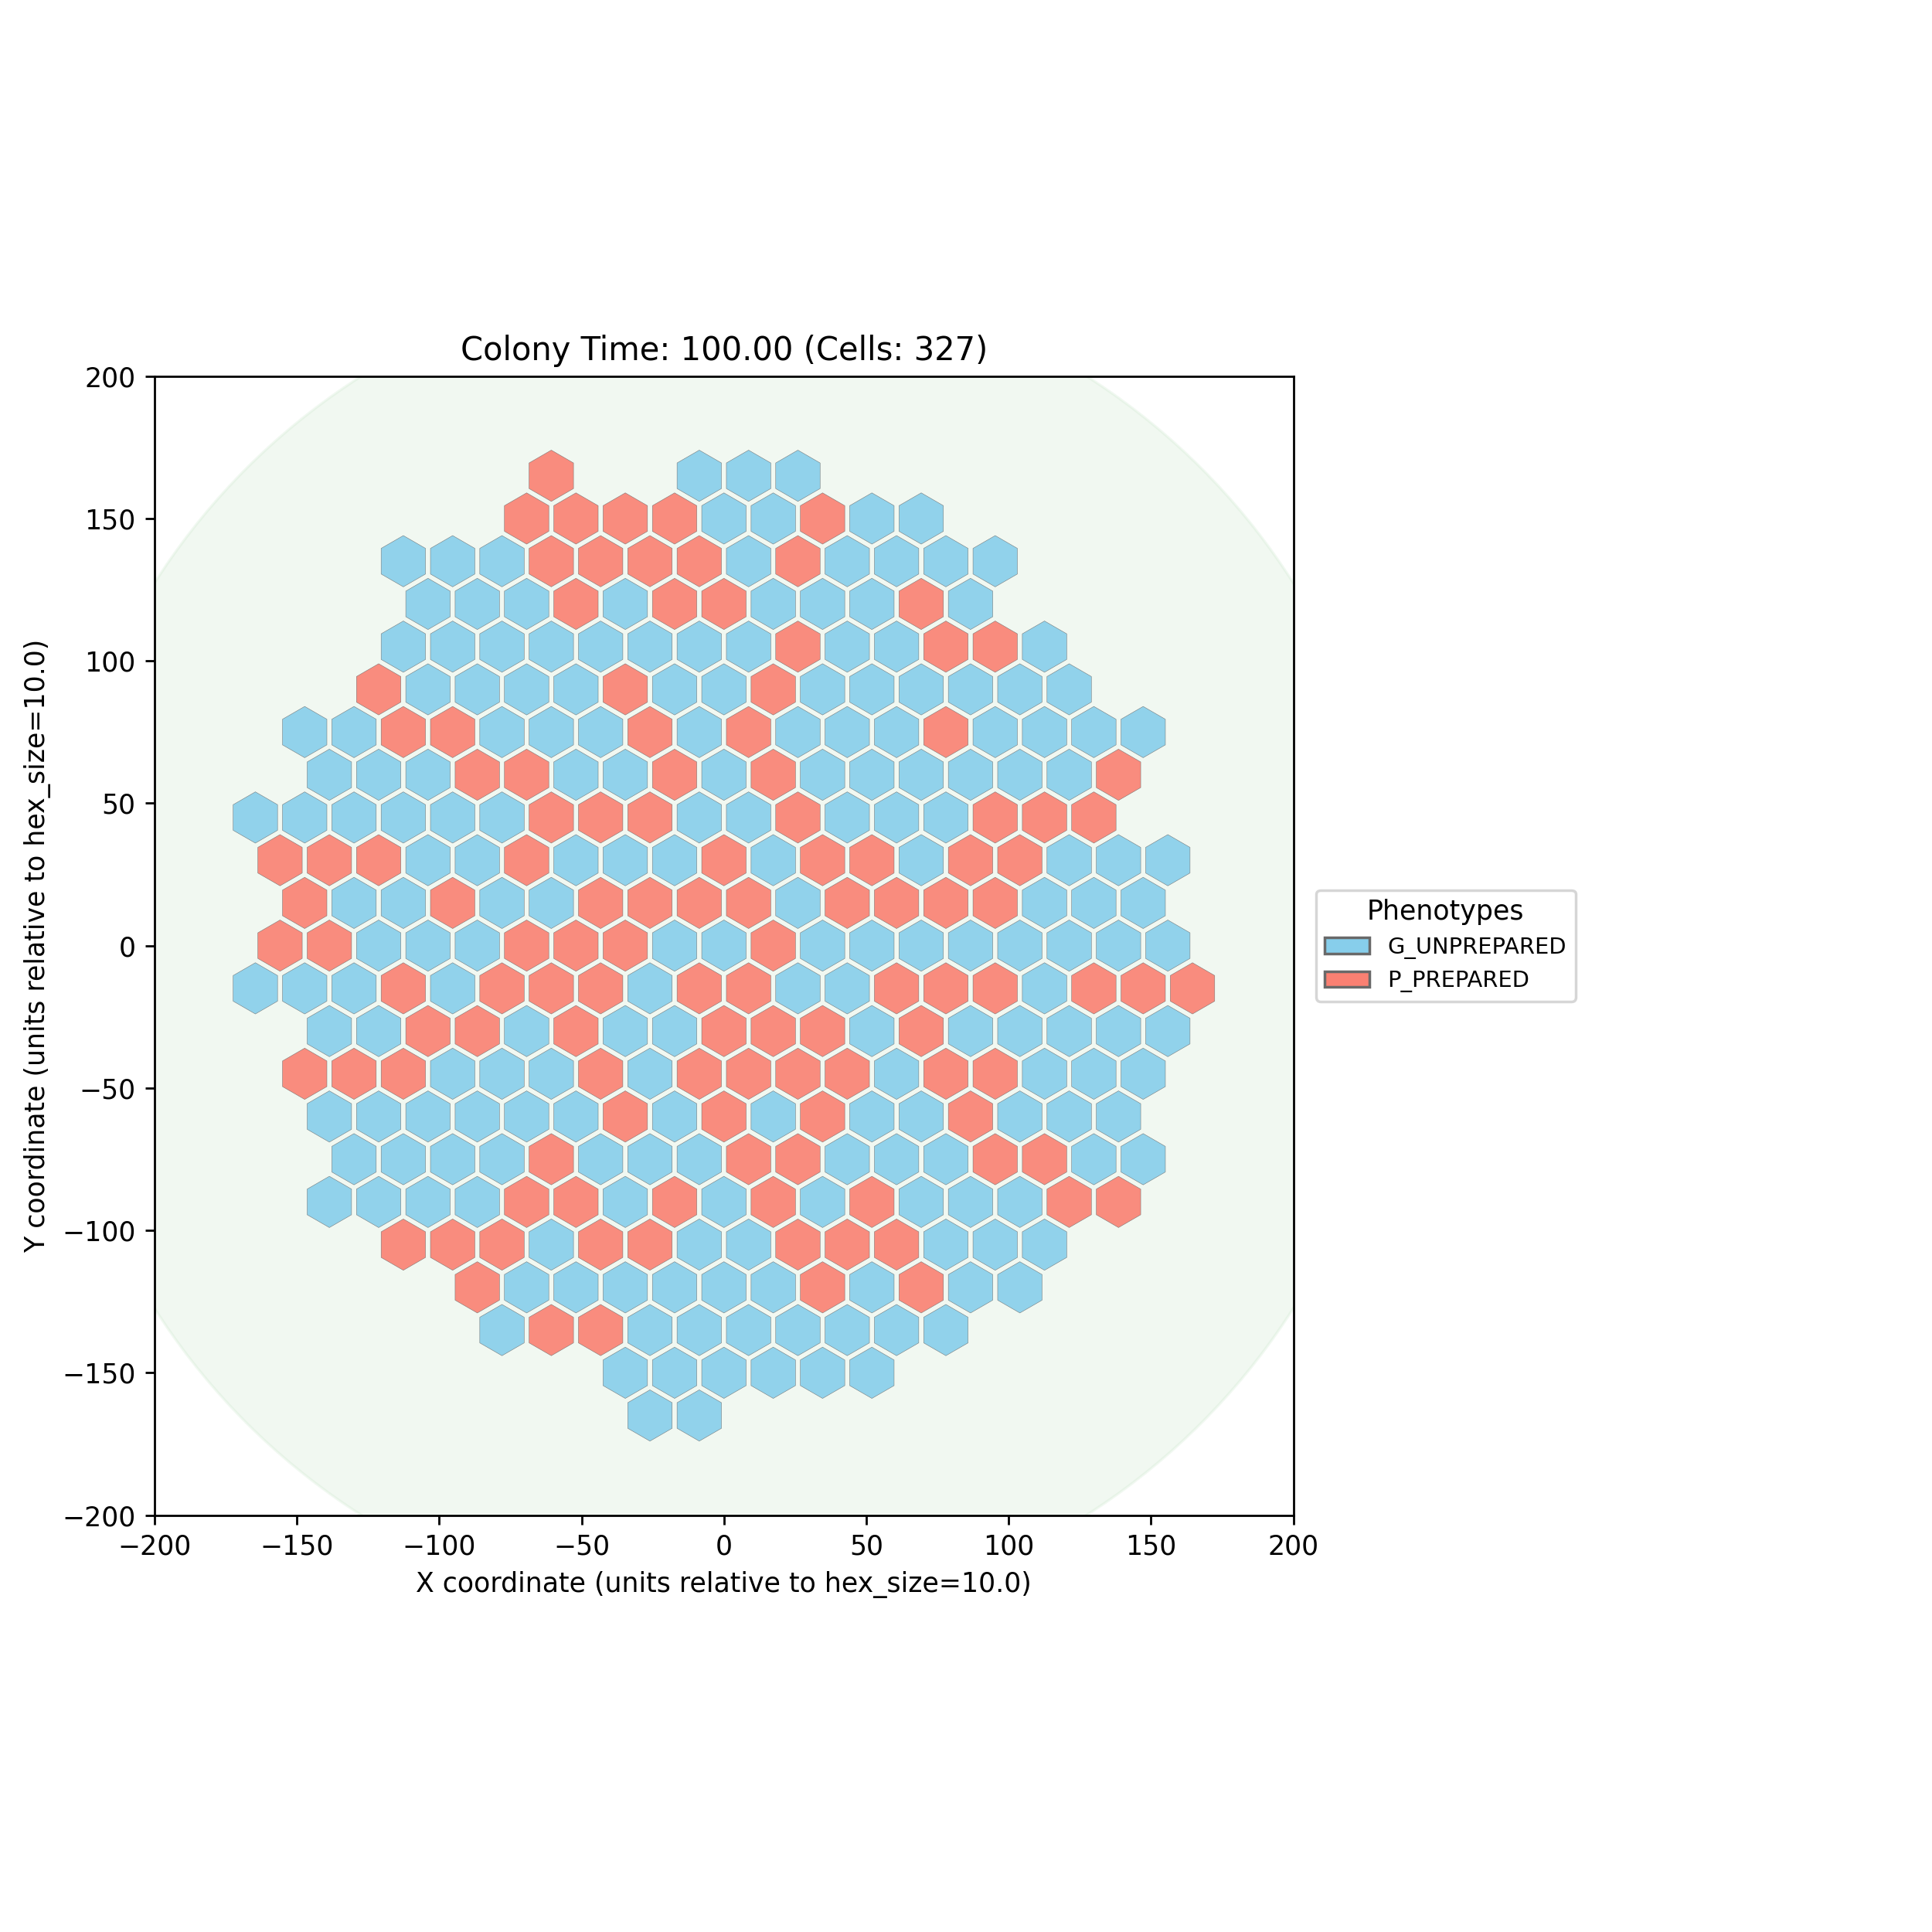 Colony Time: 100.00 (Cells: 327)
200
150
100
50
0
−50
−100
−150
−200
Y coordinate (units relative to hex_size=10.0)
−200 −150 −100 −50 0 50 100 150 200
X coordinate (units relative to hex_size=10.0)
Phenotypes
G_UNPREPARED
P_PREPARED